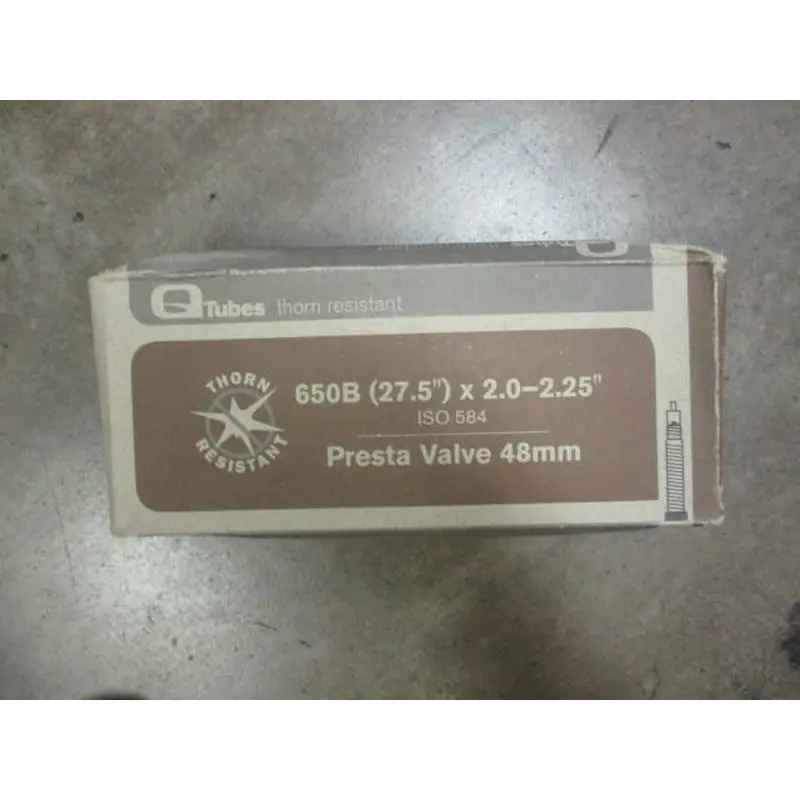 Q Tubes thorn resistant
THORN RESISTANT
650B (27.5") x 2.0–2.25"
ISO 584
Presta Valve 48mm